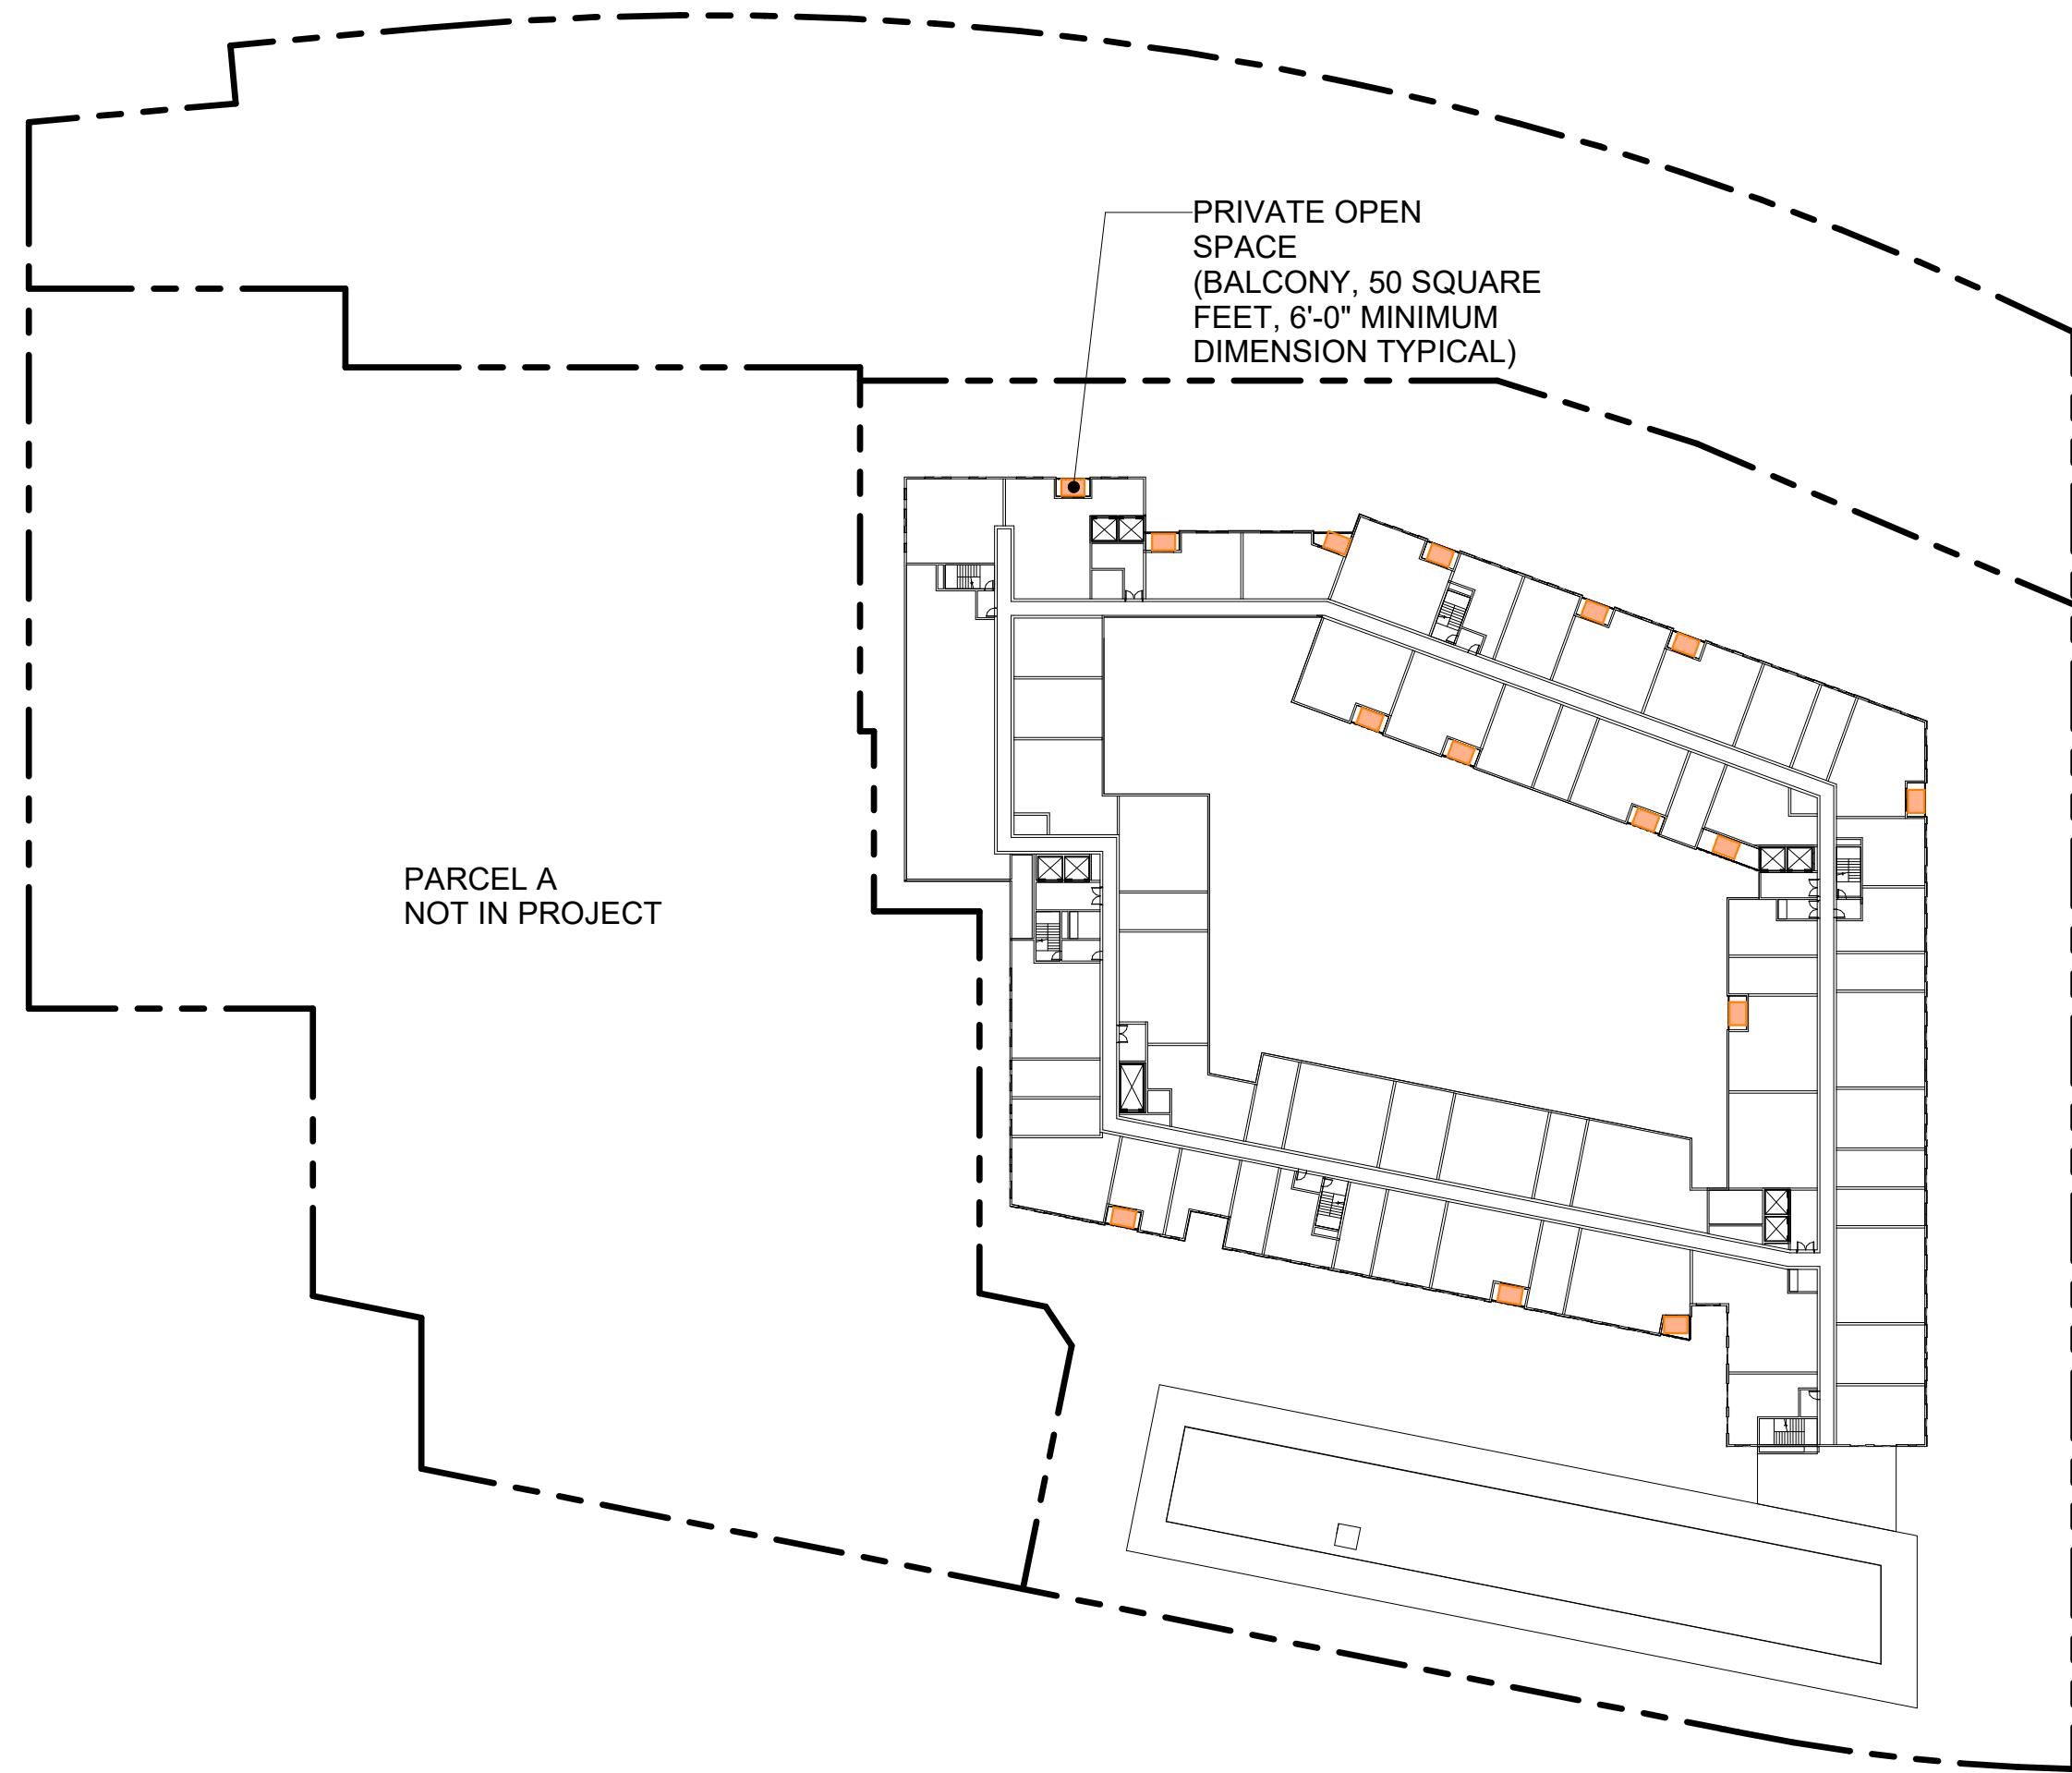 PRIVATE OPEN
SPACE
(BALCONY, 50 SQUARE
FEET, 6'-0" MINIMUM
DIMENSION TYPICAL)
PARCEL A
NOT IN PROJECT